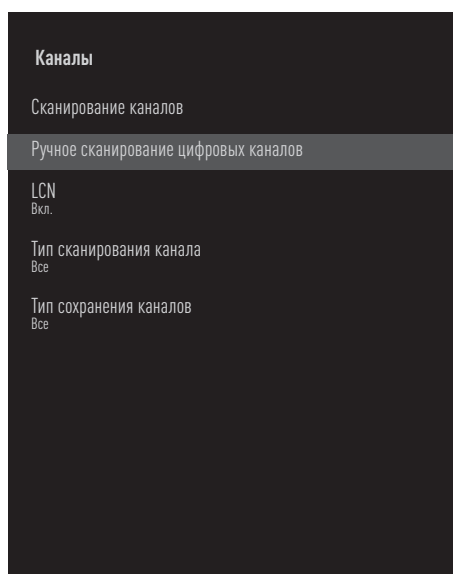 Каналы
Сканирование каналов
Ручное сканирование цифровых каналов
LCN
Вкл.
Тип сканирования канала
Все
Тип сохранения каналов
Все